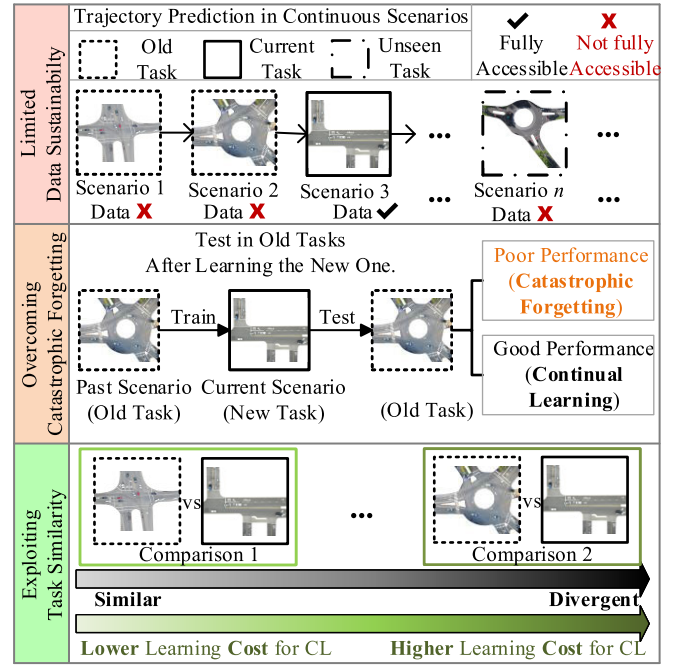 Limited
Data Sustainabilty
Trajectory Prediction in Continuous Scenarios
Old
Task
Current
Task
Unseen
Task
Fully
Accessible
Not fully
Accessible
Scenario 1
Data X
Scenario 2
Data X
Scenario 3
Data ✓
...
...
Scenario n
Data X
...
...
Overcoming
Catastrophic Forgetting
Test in Old Tasks
After Learning the New One.
Train
Test
Past Scenario
(Old Task)
Current Scenario
(New Task)
(Old Task)
Poor Performance
(Catastrophic
Forgetting)
Good Performance
(Continual
Learning)
Exploiting
Task Similarity
vs
Comparison 1
...
vs
Comparison 2
Similar
Divergent
Lower Learning Cost for CL
Higher Learning Cost for CL